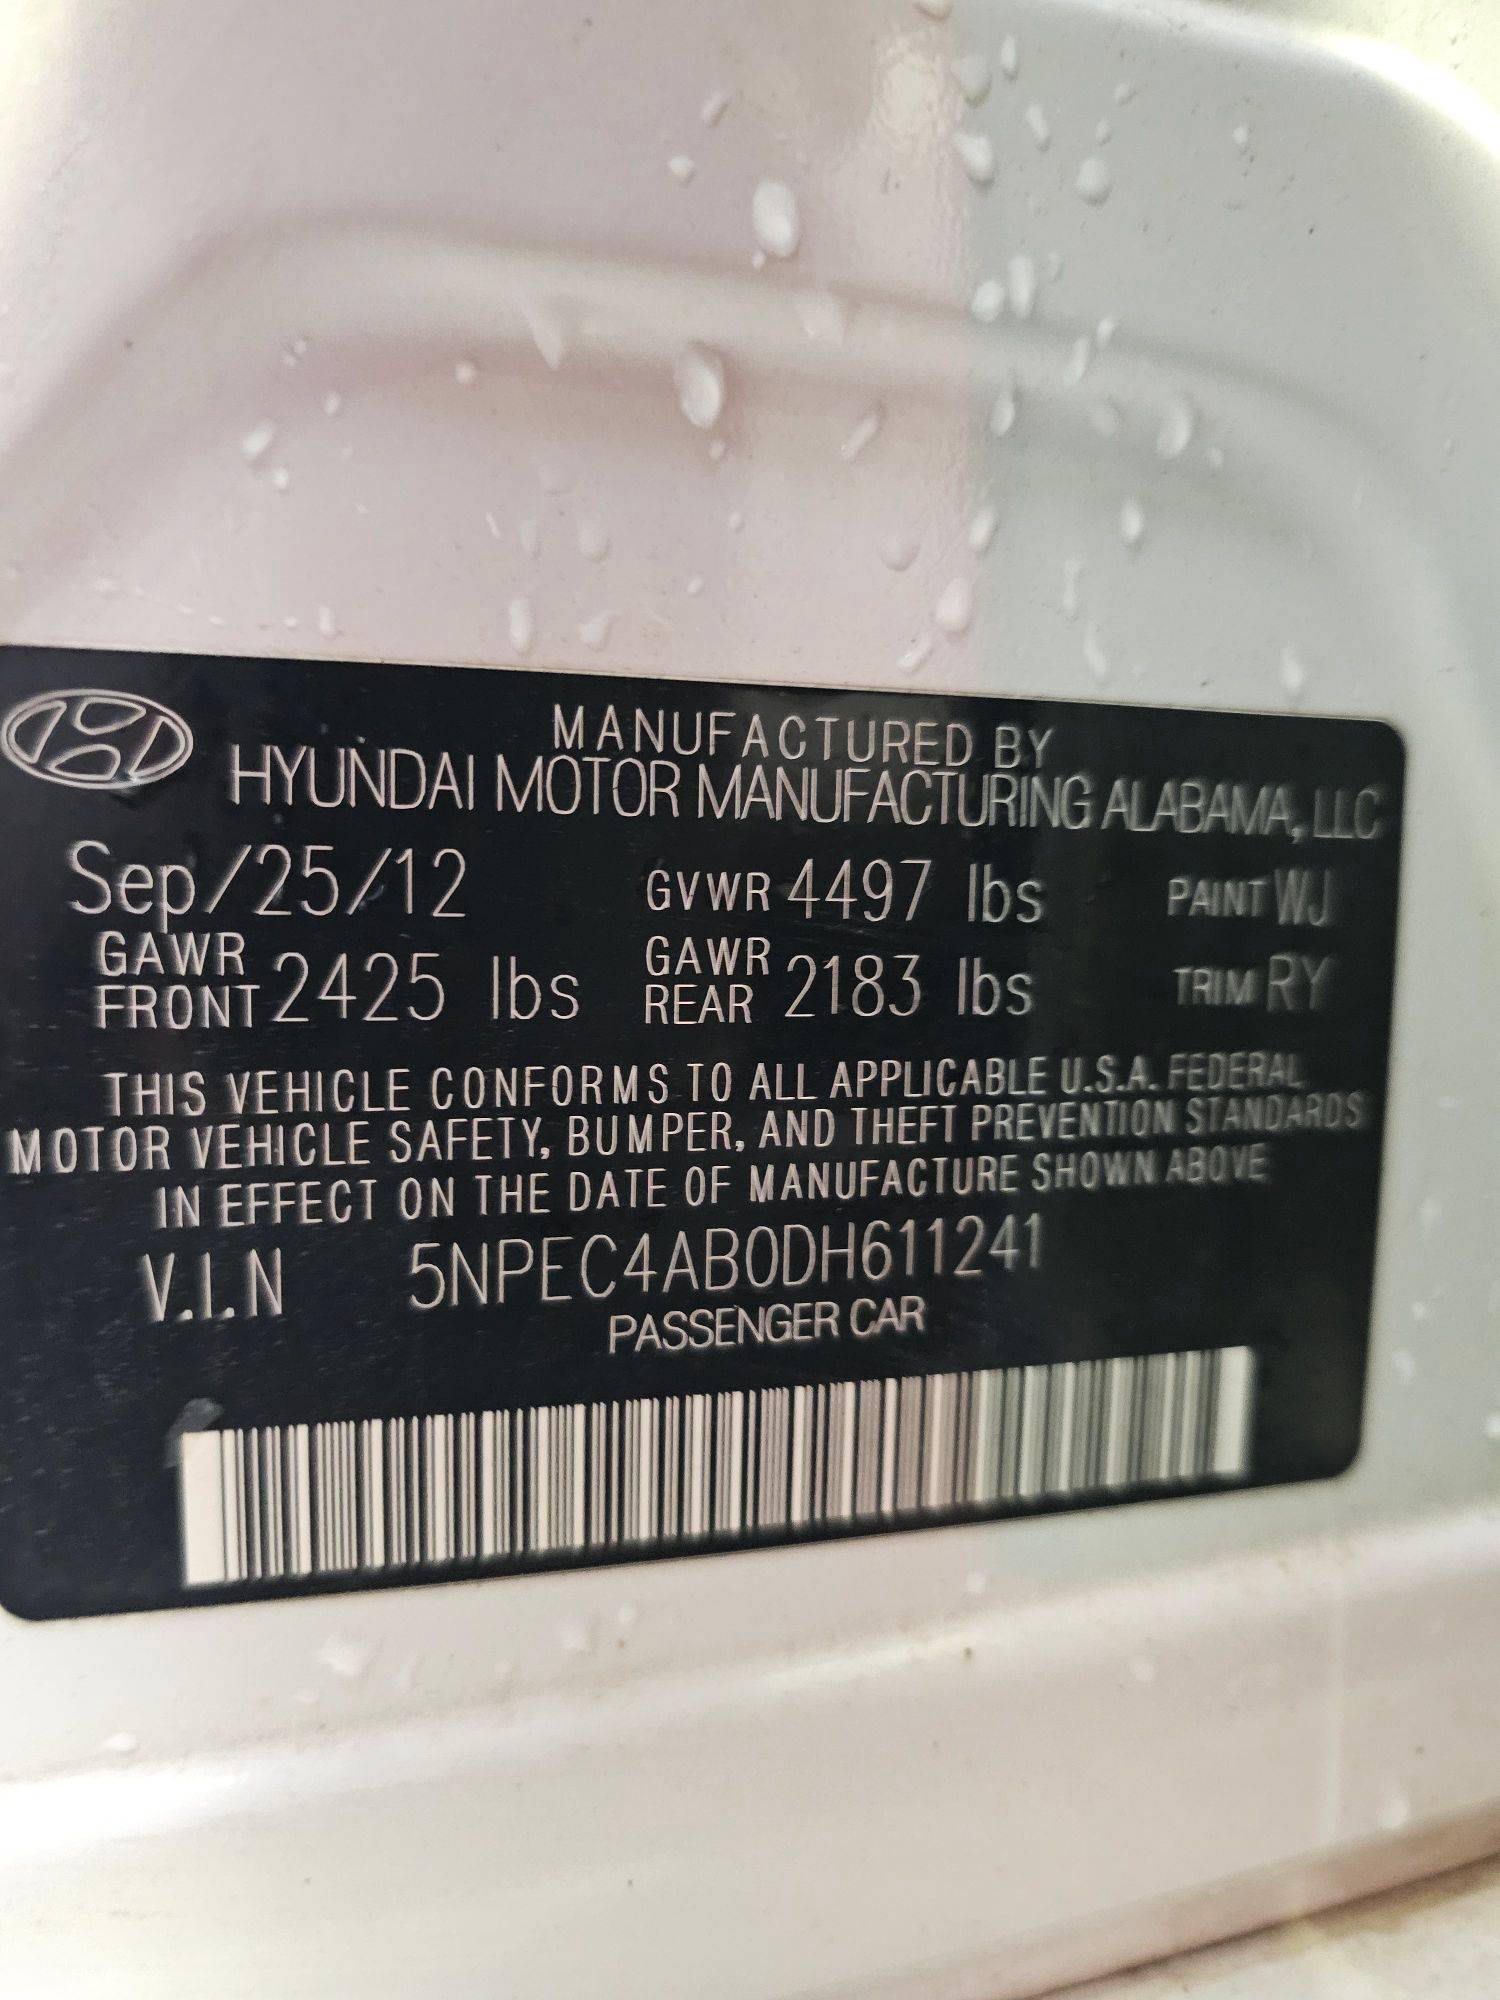 MANUFACTURED BY
HYUNDAI MOTOR MANUFACTURING ALABAMA, LLC
Sep/25/12 GVWR 4497 lbs PAINT WJ
GAWR FRONT 2425 lbs GAWR REAR 2183 lbs TRIM RY
THIS VEHICLE CONFORMS TO ALL APPLICABLE U.S.A. FEDERAL
MOTOR VEHICLE SAFETY, BUMPER, AND THEFT PREVENTION STANDARDS
IN EFFECT ON THE DATE OF MANUFACTURE SHOWN ABOVE
V.I.N 5NPEC4AB0DH611241
PASSENGER CAR